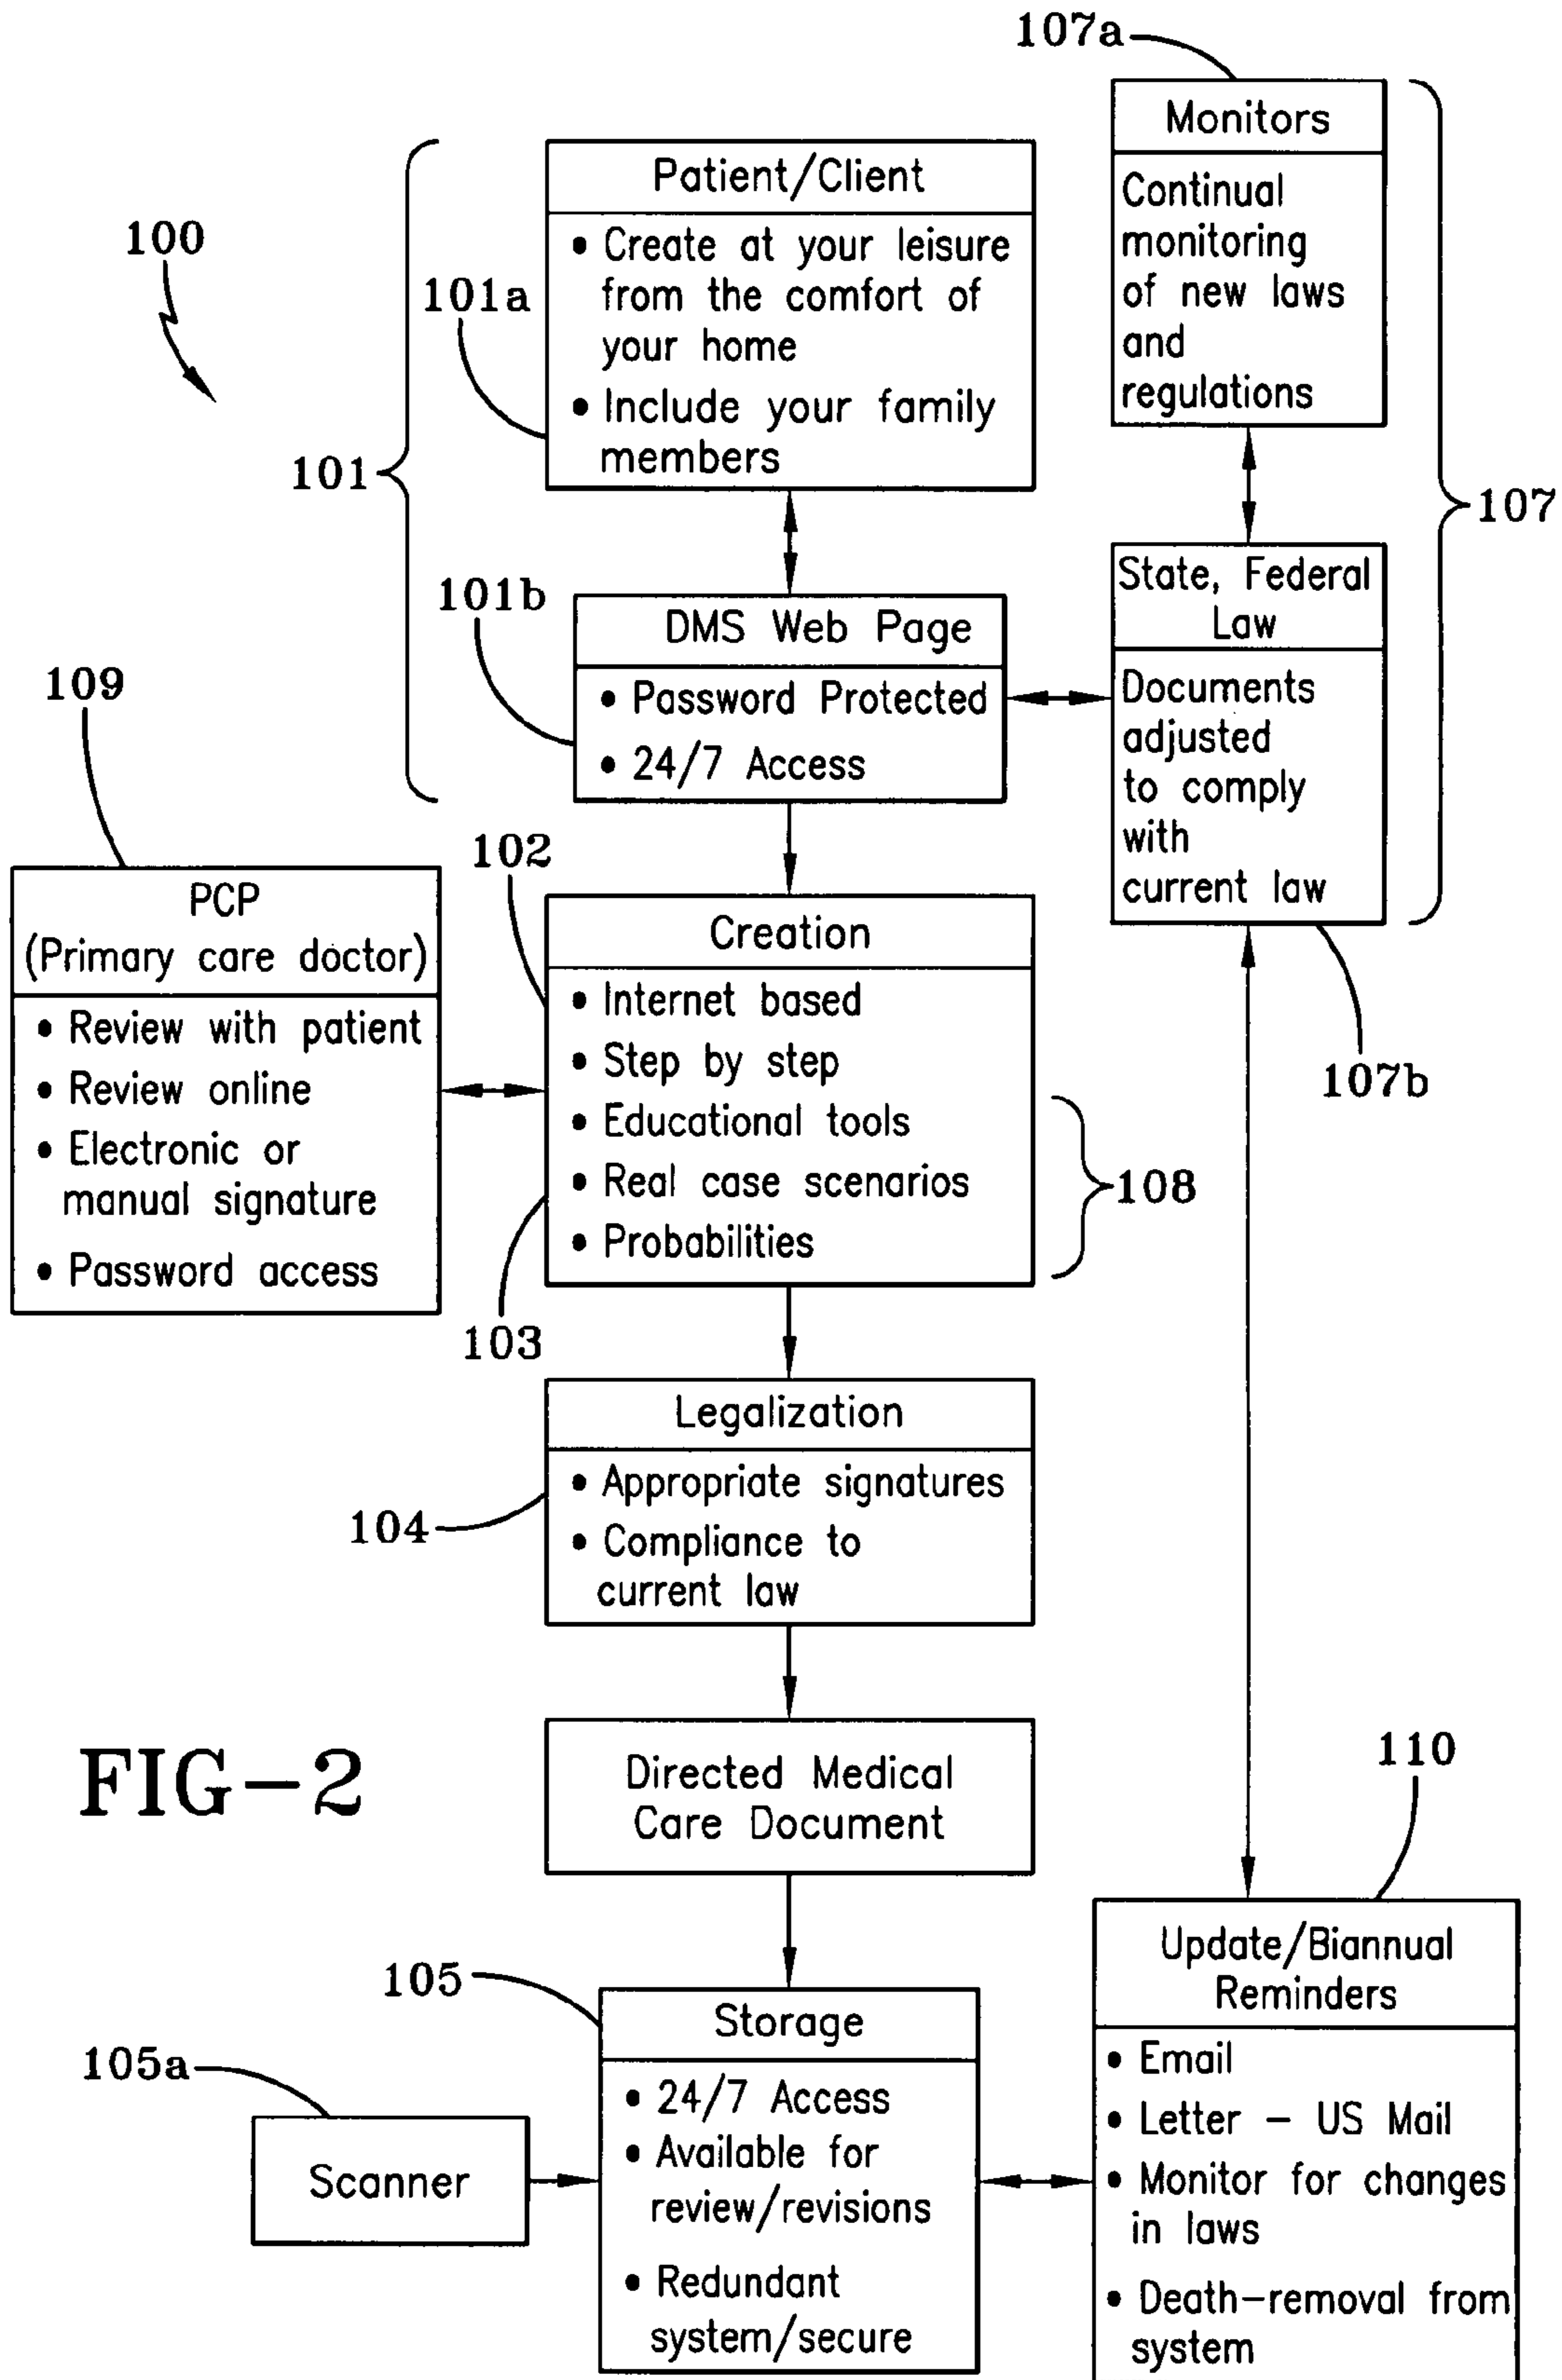 107a
Monitors
Continual
monitoring
of new laws
and
regulations
107
100
101
101a
Patient/Client
• Create at your leisure
from the comfort of
your home
• Include your family
members
101b
DMS Web Page
• Password Protected
• 24/7 Access
State, Federal
Law
Documents
adjusted
to comply
with
current law
107b
109
PCP
(Primary care doctor)
• Review with patient
• Review online
• Electronic or
manual signature
• Password access
102
Creation
• Internet based
• Step by step
• Educational tools
• Real case scenarios
• Probabilities
108
103
Legalization
• Appropriate signatures
• Compliance to
current law
104
FIG-2
Directed Medical
Care Document
110
105
Storage
• 24/7 Access
• Available for
review/revisions
• Redundant
system/secure
105a
Scanner
Update/Biannual
Reminders
• Email
• Letter – US Mail
• Monitor for changes
in laws
• Death-removal from
system